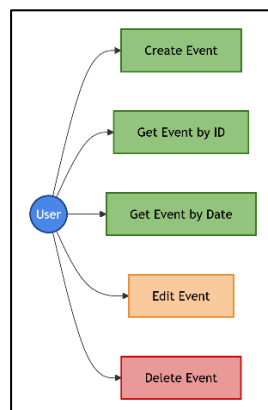 Create Event
Get Event by ID
User
Get Event by Date
Edit Event
Delete Event